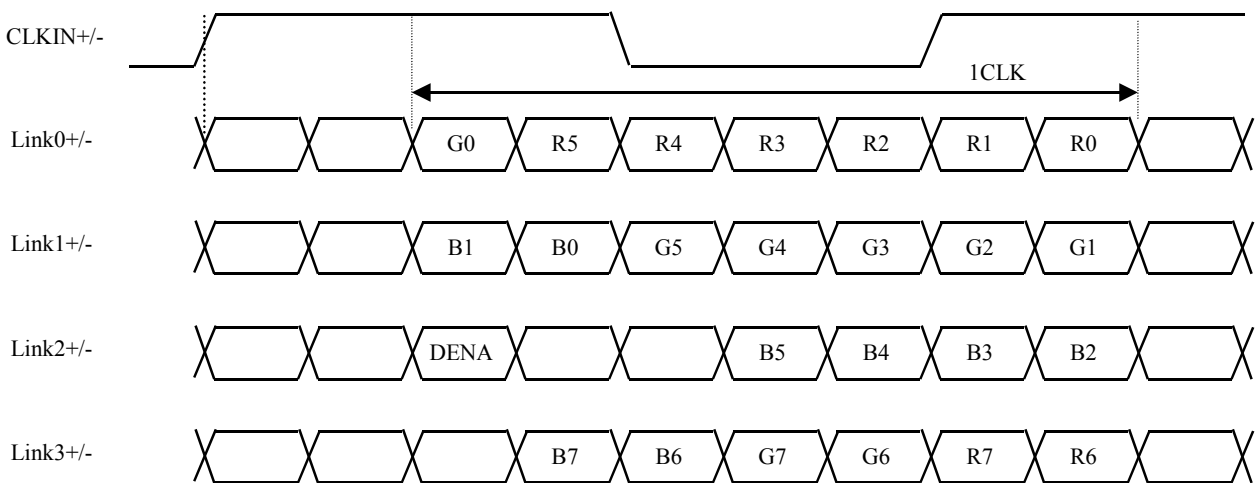 CLKIN+/-
1CLK
Link0+/- G0 R5 R4 R3 R2 R1 R0
Link1+/- B1 B0 G5 G4 G3 G2 G1
Link2+/- DENA B5 B4 B3 B2
Link3+/- B7 B6 G7 G6 R7 R6